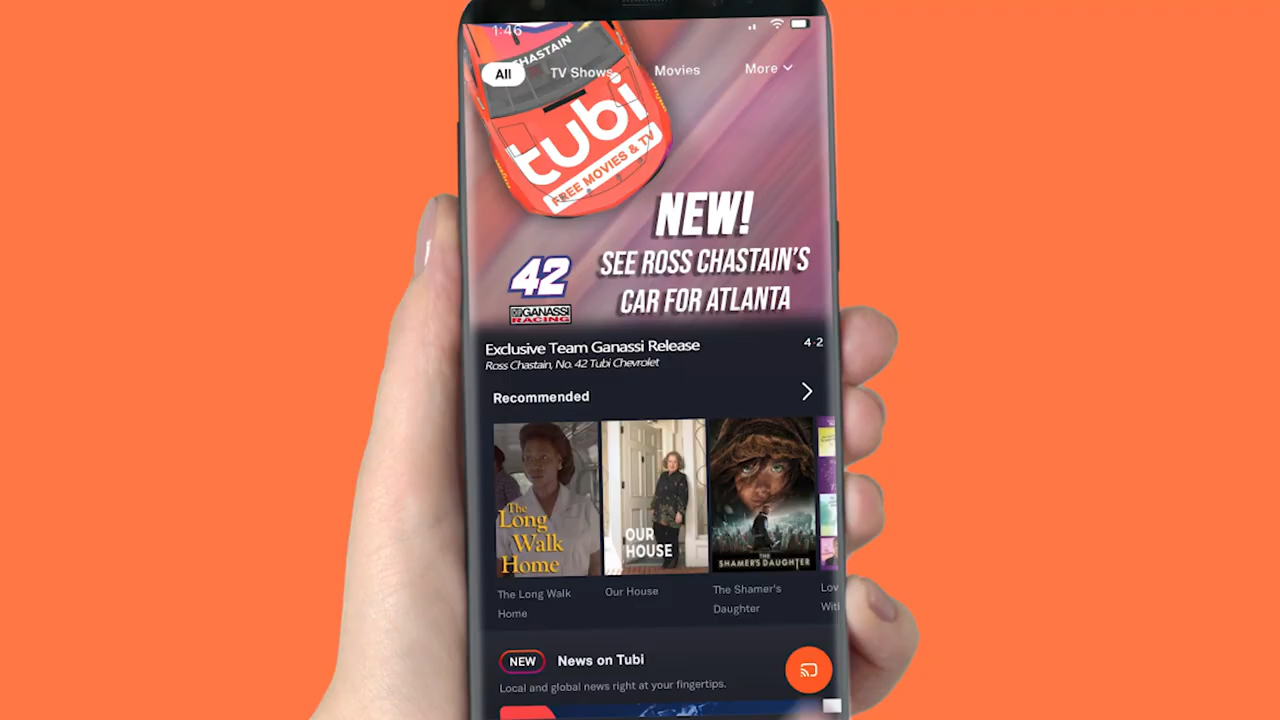 1:46
CHASTAIN
All
TV Shows
Movies
More
tubi
FREE MOVIES & TV
NEW!
SEE ROSS CHASTAIN'S
CAR FOR ATLANTA
42
GANASSI
RACING
Exclusive Team Ganassi Release
4·2
Ross Chastain, No. 42 Tubi Chevrolet
Recommended
The
Long
Walk
Home
OUR
HOUSE
THE
SHAMER'S DAUGHTER
The Long Walk
Home
Our House
The Shamer's
Daughter
Lov
With
NEW
News on Tubi
Local and global news right at your fingertips.